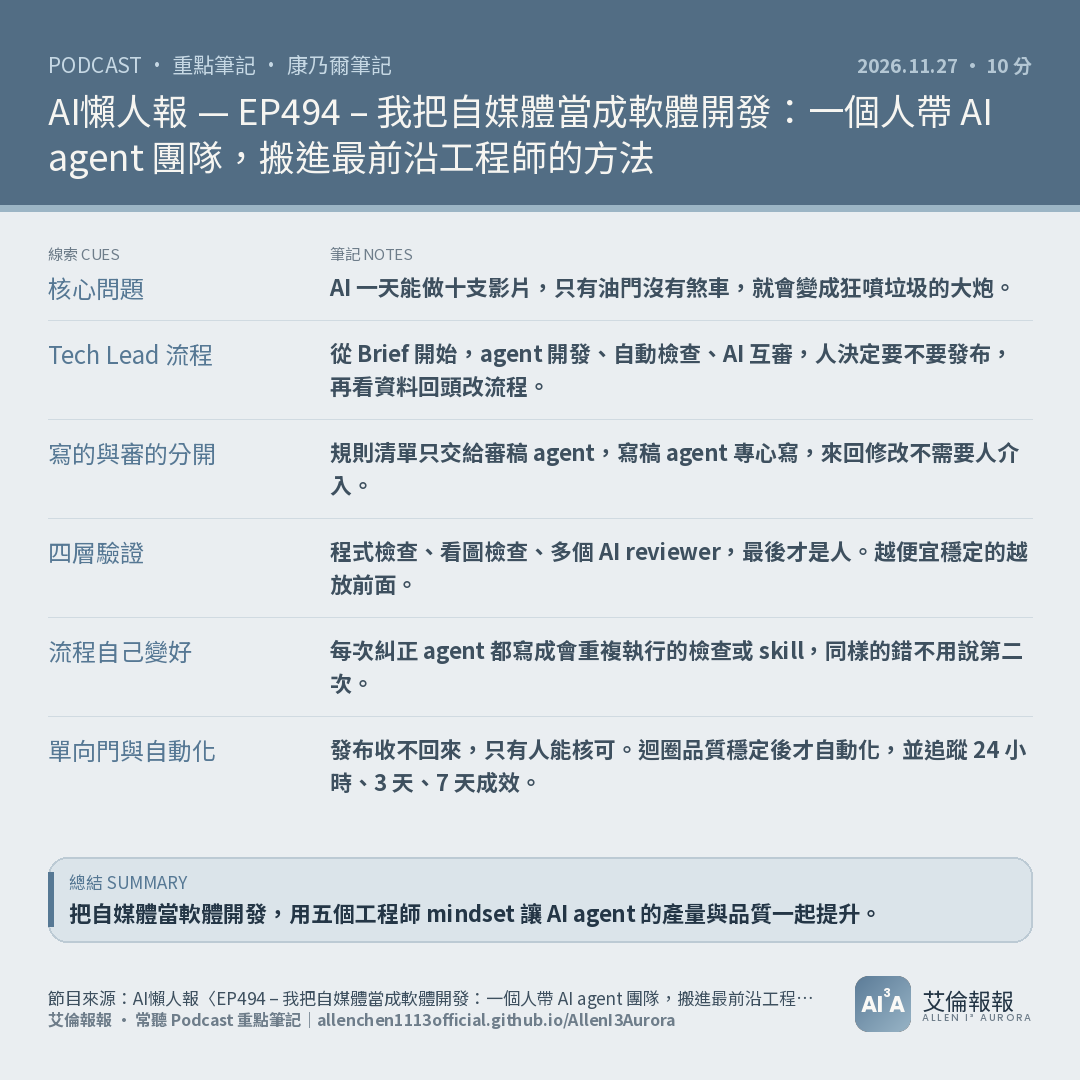 PODCAST · 重點筆記 · 康乃爾筆記
2026.11.27 · 10 分
AI懶人報 — EP494 – 我把自媒體當成軟體開發：一個人帶 AI
agent 團隊，搬進最前沿工程師的方法
線索 CUES
筆記 NOTES
核心問題
AI 一天能做十支影片，只有油門沒有煞車，就會變成狂噴垃圾的大炮。
Tech Lead 流程
從 Brief 開始，agent 開發、自動檢查、AI 互審，人決定要不要發布，
再看資料回頭改流程。
寫的與審的分開
規則清單只交給審稿 agent，寫稿 agent 專心寫，來回修改不需要人介
入。
四層驗證
程式檢查、看圖檢查、多個 AI reviewer，最後才是人。越便宜穩定的越
放前面。
流程自己變好
每次糾正 agent 都寫成會重複執行的檢查或 skill，同樣的錯不用說第二
次。
單向門與自動化
發布收不回來，只有人能核可。迴圈品質穩定後才自動化，並追蹤 24 小
時、3 天、7 天成效。
總結 SUMMARY
把自媒體當軟體開發，用五個工程師 mindset 讓 AI agent 的產量與品質一起提升。
節目來源：AI懶人報〈EP494 – 我把自媒體當成軟體開發：一個人帶 AI agent 團隊，搬進最前沿工程…
艾倫報報 · 常聽 Podcast 重點筆記｜allenchen1113official.github.io/AllenI3Aurora
AI³A
艾倫報報
ALLEN I³ AURORA